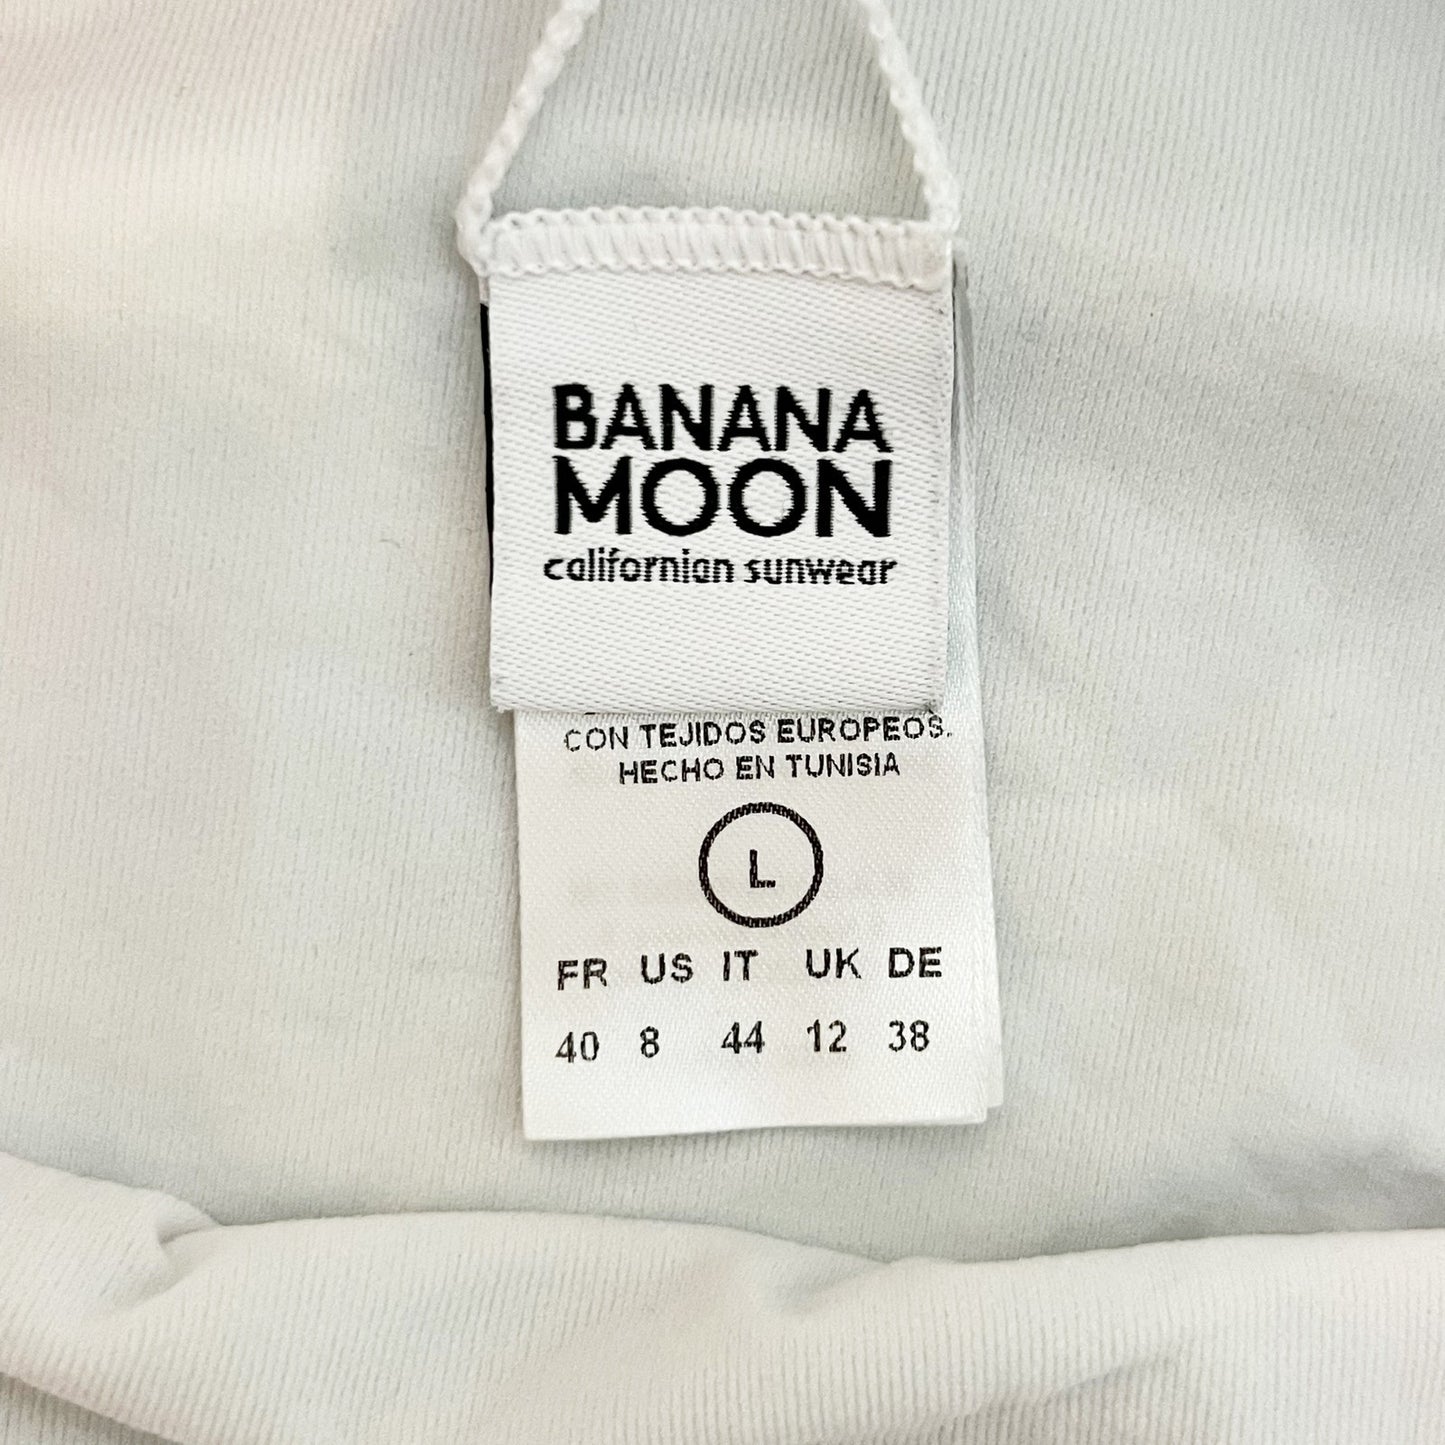 BANANA
MOON
californian sunwear
CON TEJIDOS EUROPEOS.
HECHO EN TUNISIA
L
FR US IT UK DE
40 8 44 12 38